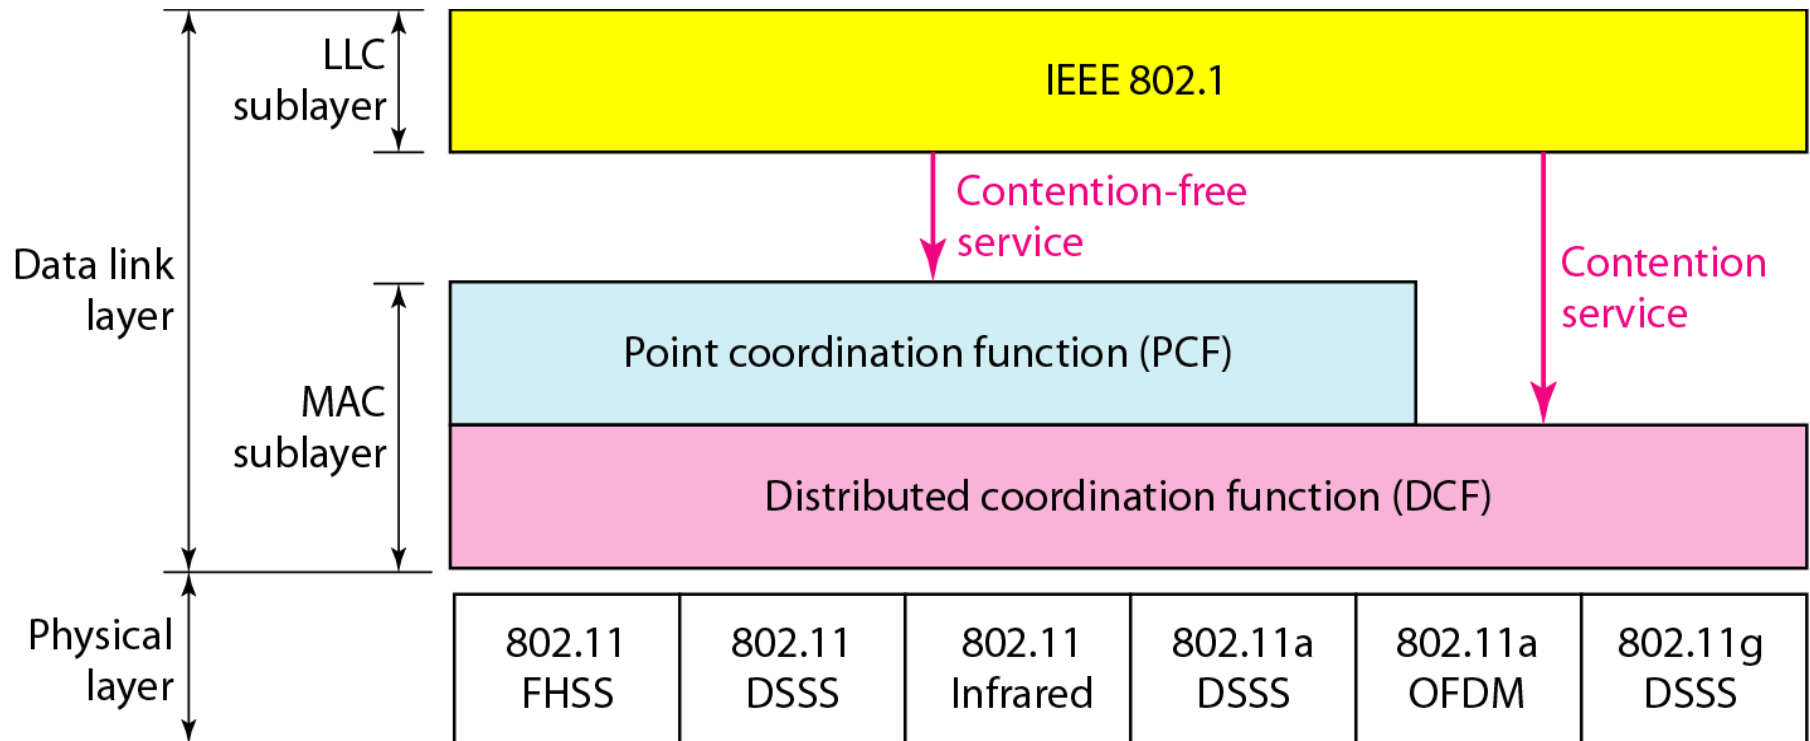 LLC
sublayer
IEEE 802.1
Contention-free
service
Data link
layer
Contention
service
Point coordination function (PCF)
MAC
sublayer
Distributed coordination function (DCF)
Physical
layer
802.11
FHSS
802.11
DSSS
802.11
Infrared
802.11a
DSSS
802.11a
OFDM
802.11g
DSSS